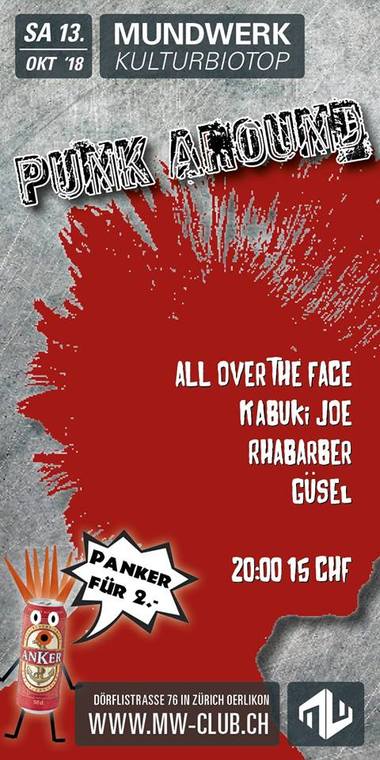 SA 13.
OKT '18
MUNDWERK
KULTURBIOTOP
PUNK AROUND
ALL OVER THE FACE
KABUKi JOE
RHABARBER
GÜSEL
20:00 15 CHF
PANKER
FÜR 2.-
ANKER
DÖRFLISTRASSE 76 IN ZÜRICH OERLIKON
WWW.MW-CLUB.CH